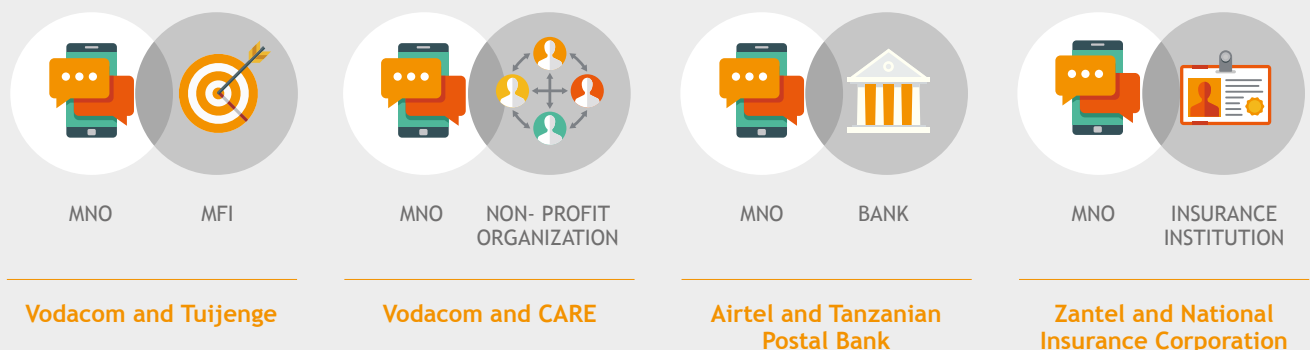 MNO
MFI
Vodacom and Tuijenge
MNO
NON- PROFIT
ORGANIZATION
Vodacom and CARE
MNO
BANK
Airtel and Tanzanian
Postal Bank
MNO
INSURANCE
INSTITUTION
Zantel and National
Insurance Corporation